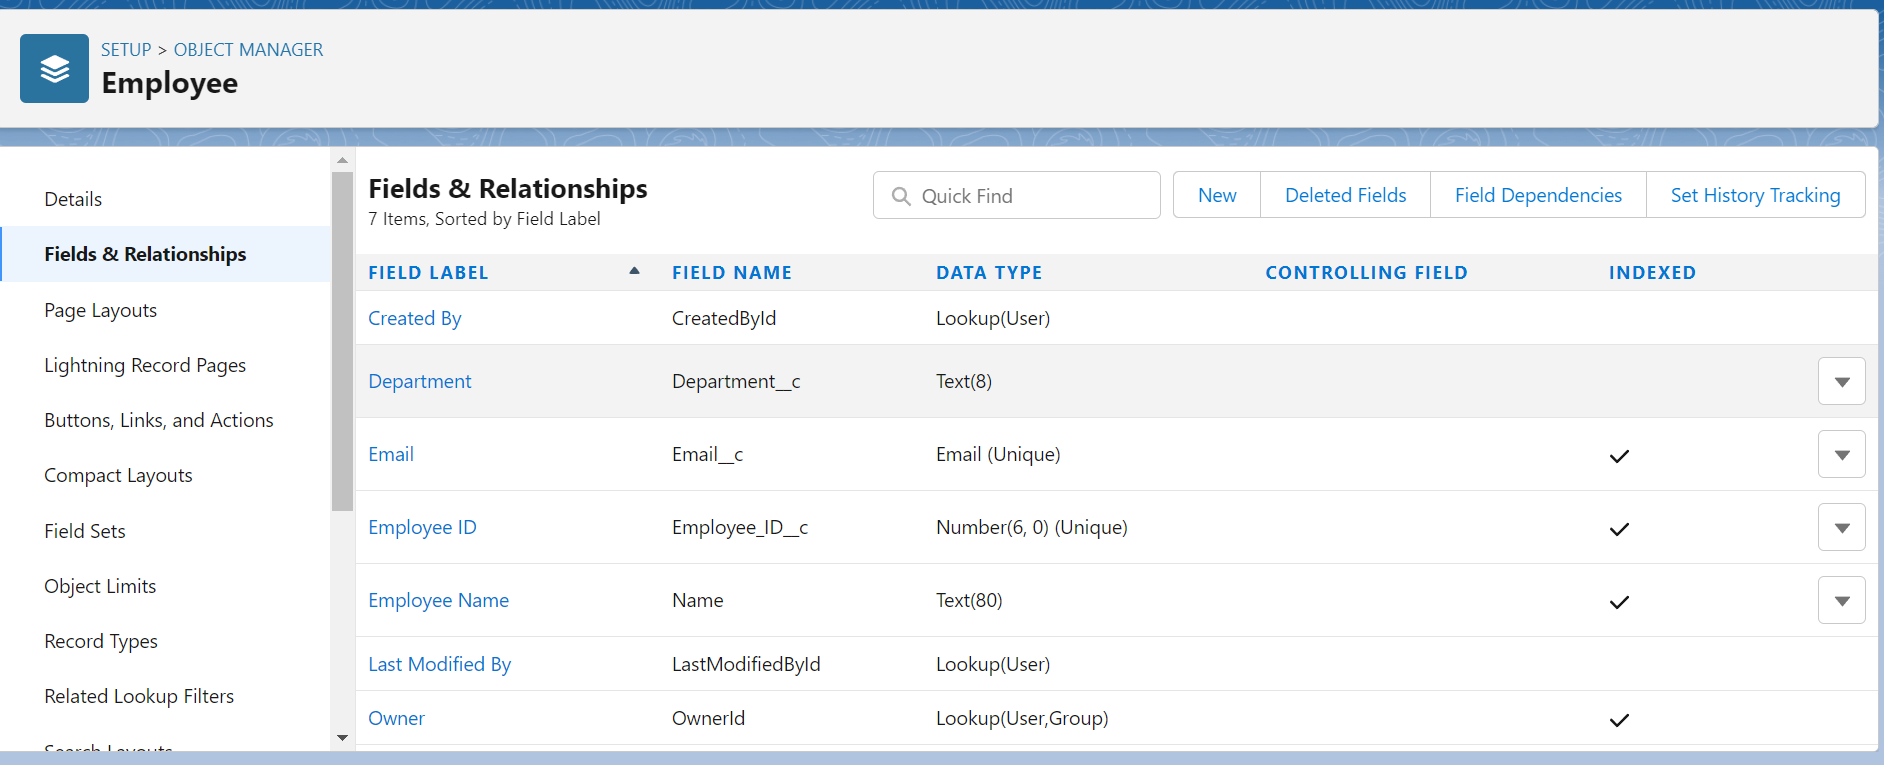 SETUP > OBJECT MANAGER
Employee
Details
Fields & Relationships
Page Layouts
Lightning Record Pages
Buttons, Links, and Actions
Compact Layouts
Field Sets
Object Limits
Record Types
Related Lookup Filters
Search Layouts
Fields & Relationships
7 Items, Sorted by Field Label
Quick Find
New Deleted Fields Field Dependencies Set History Tracking
FIELD LABEL FIELD NAME DATA TYPE CONTROLLING FIELD INDEXED
Created By CreatedById Lookup(User)
Department Department__c Text(8)
Email Email__c Email (Unique)
Employee ID Employee_ID__c Number(6, 0) (Unique)
Employee Name Name Text(80)
Last Modified By LastModifiedById Lookup(User)
Owner OwnerId Lookup(User,Group)